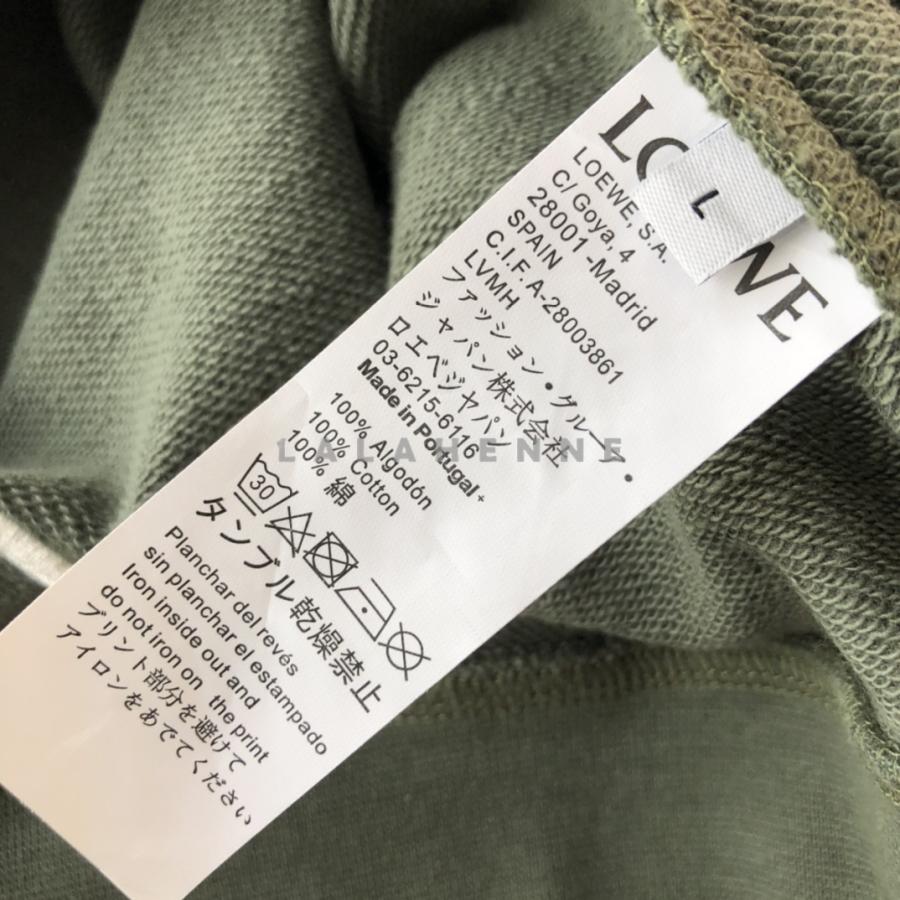 LOEWE
L
LOEWE, S.A.
C/ Goya, 4
28001 -Madrid
SPAIN
C.I.F. A-28003861
LVMH
ファッション・グループ・
ジャパン株式会社
ロエベジャパン
03-6215-6116
Made in Portugal+
100% Algodón
100% Cotton
100% 綿
LALAHENNE
30
タンブル乾燥禁止
Planchar del revés
sin planchar el estampado
Iron inside out and
do not iron on the print
プリント部分を避けて
アイロンをあててください